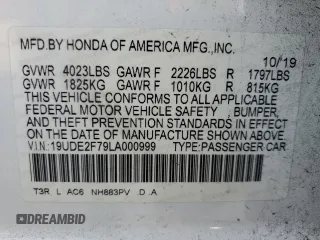 MFD.BY HONDA OF AMERICA MFG.,INC.
10/19
GVWR 4023LBS GAWR F 2226LBS R 1797LBS
GVWR 1825KG GAWR F 1010KG R 815KG
THIS VEHICLE CONFORMS TO ALL APPLICABLE
FEDERAL MOTOR VEHICLE SAFETY , BUMPER,
AND THEFT PREVENTION STANDARDS IN EFFECT ON
THE DATE OF MANUFACTURE SHOWN ABOVE.
V.I.N:19UDE2F79LA000999 TYPE:PASSENGER CAR
T3R L AC6 NH883PV .D .A